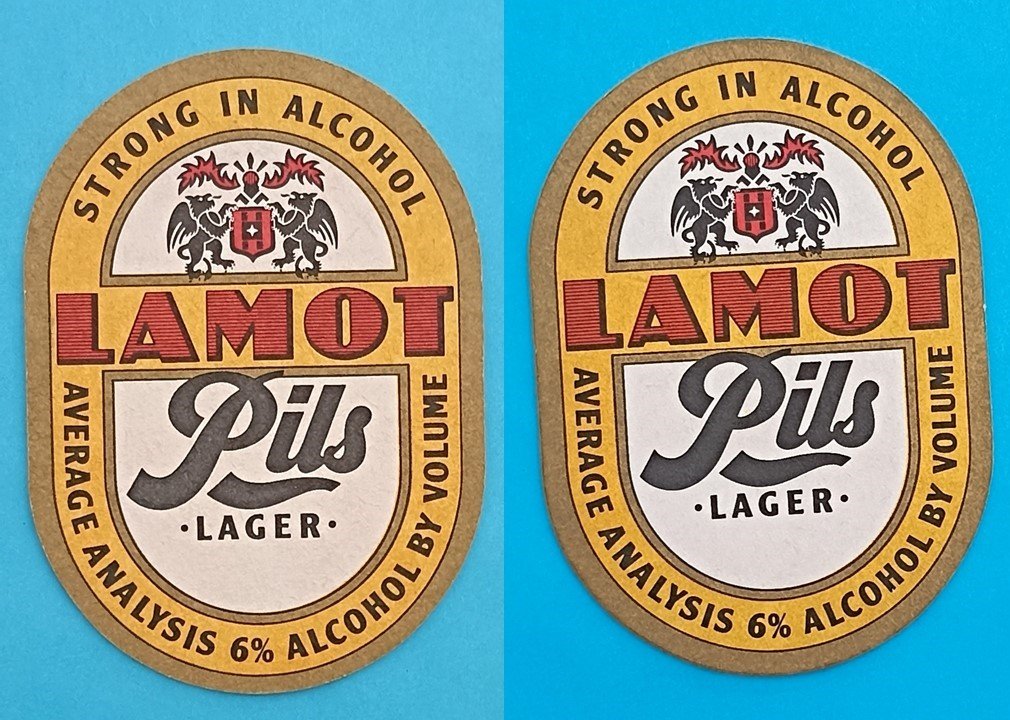 STRONG IN ALCOHOL
LAMOT
Pils
·LAGER·
AVERAGE ANALYSIS 6% ALCOHOL BY VOLUME
STRONG IN ALCOHOL
LAMOT
Pils
·LAGER·
AVERAGE ANALYSIS 6% ALCOHOL BY VOLUME